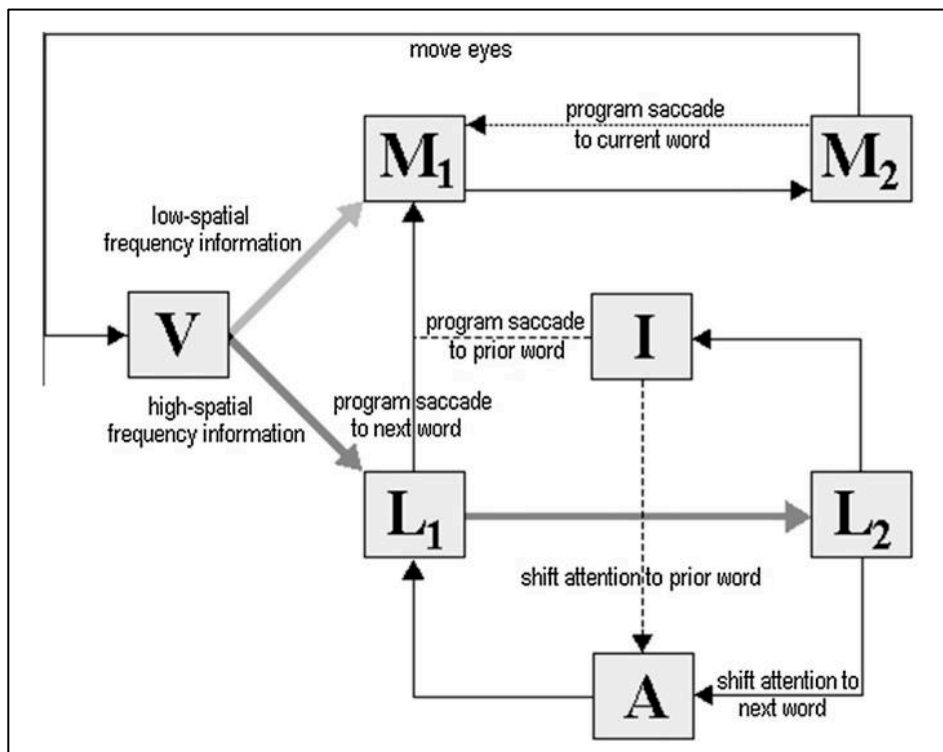 move eyes
program saccade
to current word
M1
M2
low-spatial
frequency information
V
program saccade
to prior word
I
high-spatial
frequency information
program saccade
to next word
L1
L2
shift attention to prior word
A
shift attention to
next word